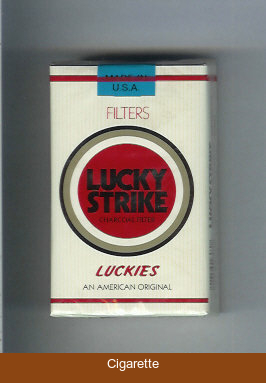 MADE IN
U.S.A.
FILTERS
LUCKY
STRIKE
CHARCOAL FILTER
LUCKIES
AN AMERICAN ORIGINAL
Cigarette